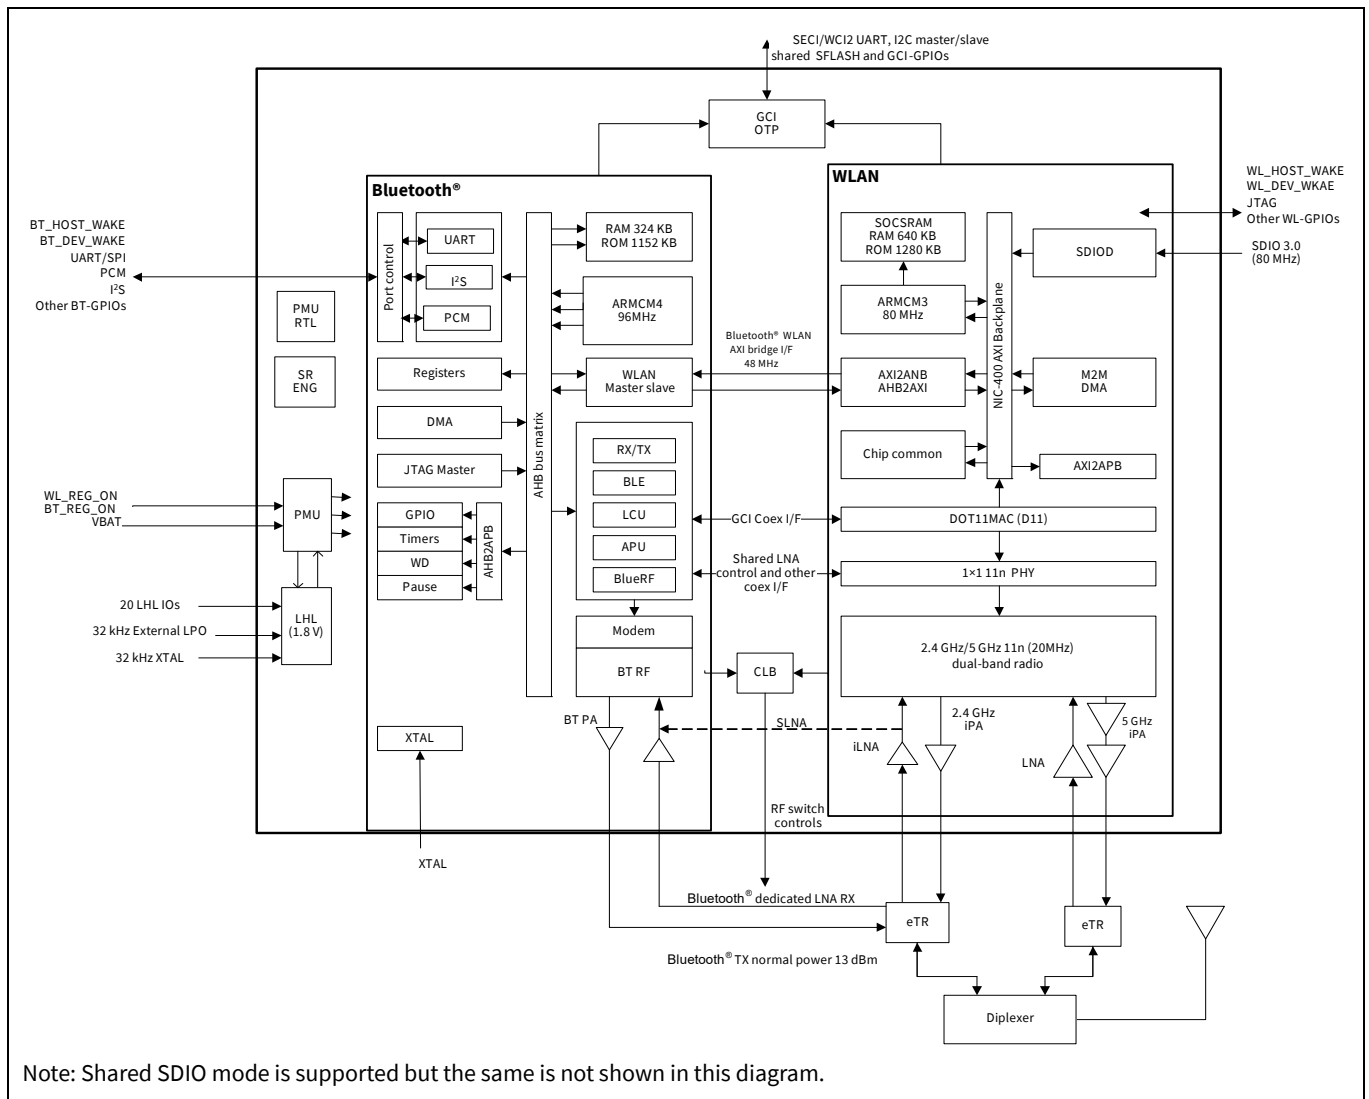 SECI/WCI2 UART, I2C master/slave
shared SFLASH and GCI-GPIOs
GCI
OTP
Bluetooth®
WLAN
BT_HOST_WAKE
BT_DEV_WAKE
UART/SPI
PCM
I²S
Other BT-GPIOs
WL_HOST_WAKE
WL_DEV_WKAE
JTAG
Other WL-GPIOs
SDIO 3.0
(80 MHz)
PMU
RTL
SR
ENG
Port control
UART
I²S
PCM
Registers
DMA
JTAG Master
GPIO
Timers
WD
Pause
AHB2APB
AHB bus matrix
RAM 324 KB
ROM 1152 KB
ARMCM4
96MHz
WLAN
Master slave
RX/TX
BLE
LCU
APU
BlueRF
Modem
BT RF
Bluetooth® WLAN
AXI bridge I/F
48 MHz
GCI Coex I/F
Shared LNA
control and other
coex I/F
SOCSRAM
RAM 640 KB
ROM 1280 KB
ARMCM3
80 MHz
AXI2ANB
AHB2AXI
Chip common
NIC-400 AXI Backplane
SDIOD
M2M
DMA
AXI2APB
DOT11MAC (D11)
1×1 11n PHY
2.4 GHz/5 GHz 11n (20MHz)
dual-band radio
WL_REG_ON
BT_REG_ON
VBAT
PMU
20 LHL IOs
32 kHz External LPO
32 kHz XTAL
LHL
(1.8 V)
CLB
BT PA
SLNA
iLNA
2.4 GHz
iPA
LNA
5 GHz
iPA
XTAL
XTAL
RF switch
controls
Bluetooth® dedicated LNA RX
eTR
eTR
Bluetooth® TX normal power 13 dBm
Diplexer
Note: Shared SDIO mode is supported but the same is not shown in this diagram.